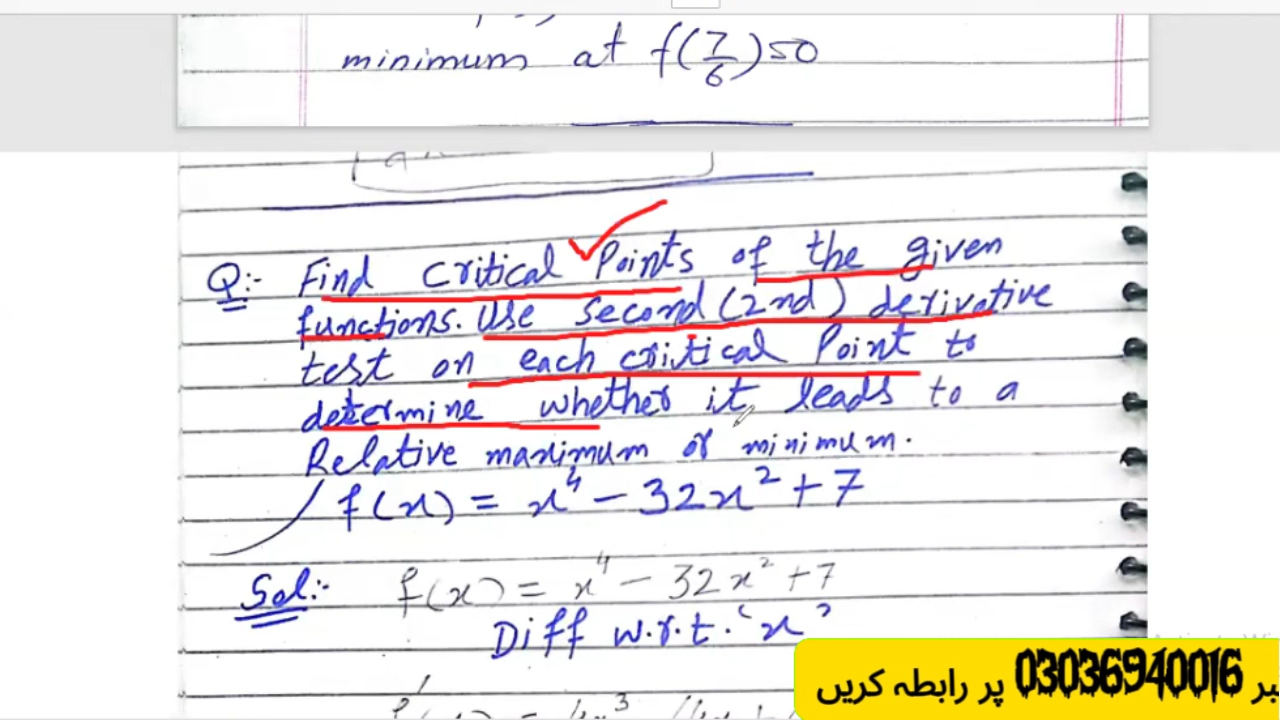 minimum at f(7/6)50
Q:- Find critical Points of the given
functions. Use second (2nd) derivative
test on each critical Point to
determine whether it leads to a
Relative maximum or minimum.
f(x) = x⁴ - 32x² + 7
Sol:- f(x) = x⁴ - 32x² + 7
Diff w.r.t. 'x'
بر 03036940016 پر رابطہ کریں